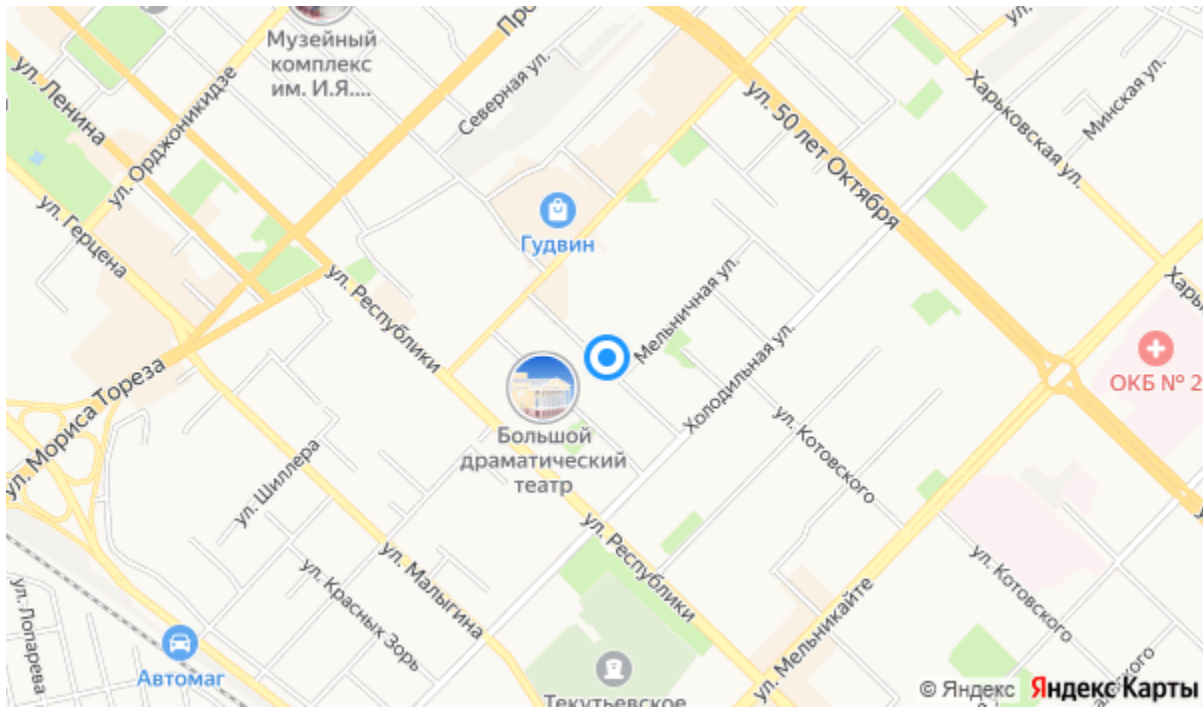 Музейный
комплекс
им. И.Я....
Про
ул.
ул. Ленина
ул. Орджоникидзе
Северная ул.
ул. 50 лет Октября
Харьковская ул.
Минская ул.
ул. Герцена
Гудвин
ул. Республики
Мельничная ул.
Холодильная ул.
Харь
ОКБ № 2
ул. Мориса Тореза
Большой
драматический
театр
ул. Шиллера
ул. Котовского
ул. Республики
ул. Малыгина
ул. Красных Зорь
ул. Котовского
ул. Мельникайте
ул. Лопарева
Автомаг
Текутьевское
© Яндекс Яндекс Карты